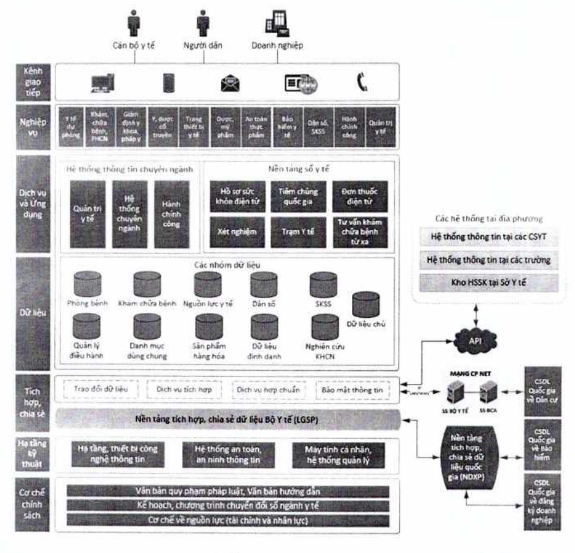 Cán bộ y tế
Người dân
Doanh nghiệp
Kênh
giao
tiếp
Nghiệp
vụ
Y tế
dự
phòng
Khám,
chữa
bệnh,
PHCN
Giám
định y
khoa,
pháp y
Y, dược
cổ
truyền
Trang
thiết bị
y tế
Dược,
mỹ
phẩm
An toàn
thực
phẩm
Bảo
hiểm y
tế
Dân số,
SKSS
Hành
chính
công
Quản trị
y tế
Dịch vụ
và Ứng
dụng
Hệ thống thông tin chuyên ngành
Quản trị
y tế
Hệ
thống
chuyên
ngành
Hành
chính
công
Nền tảng số y tế
Hồ sơ sức
khỏe điện tử
Tiêm chủng
quốc gia
Đơn thuốc
điện tử
Xét nghiệm
Trạm Y tế
Tư vấn khám
chữa bệnh
từ xa
Các hệ thống tại địa phương
Hệ thống thông tin tại các CSYT
Hệ thống thông tin tại các trường
Kho HSSK tại Sở Y tế
Dữ liệu
Các nhóm dữ liệu
Phòng bệnh
Khám chữa bệnh
Nguồn lực y tế
Dân số
SKSS
Dữ liệu chủ
Quản lý
điều hành
Danh mục
dùng chung
Sản phẩm
hàng hóa
Dữ liệu
định danh
Nghiên cứu
KHCN
API
Tích
hợp,
chia sẻ
Trao đổi dữ liệu
Dịch vụ tích hợp
Dịch vụ hợp chuẩn
Bảo mật thông tin
Nền tảng tích hợp, chia sẻ dữ liệu Bộ Y tế (LGSP)
MẠNG CP NET
SS BỘ Y TẾ
SS BCA
CSDL
Quốc gia
về Dân cư
Hạ tầng
kỹ
thuật
Hạ tầng, thiết bị công
nghệ thông tin
Hệ thống an toàn,
an ninh thông tin
Máy tính cá nhân,
hệ thống quản lý
Nền tảng
tích hợp,
chia sẻ dữ
liệu quốc
gia (NDXP)
CSDL
Quốc gia
về Bảo
hiểm
CSDL
Quốc gia
về đăng
ký doanh
nghiệp
Cơ chế
chính
sách
Văn bản quy phạm pháp luật, Văn bản hướng dẫn
Kế hoạch, chương trình chuyển đổi số ngành y tế
Cơ chế về nguồn lực (tài chính và nhân lực)